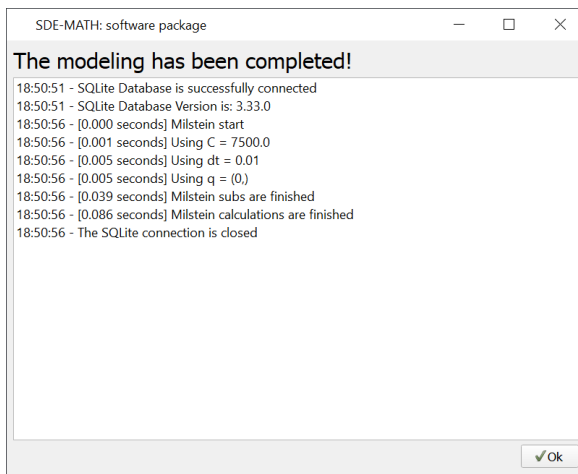 SDE-MATH: software package
The modeling has been completed!
18:50:51 - SQLite Database is successfully connected
18:50:51 - SQLite Database Version is: 3.33.0
18:50:56 - [0.000 seconds] Milstein start
18:50:56 - [0.001 seconds] Using C = 7500.0
18:50:56 - [0.005 seconds] Using dt = 0.01
18:50:56 - [0.005 seconds] Using q = (0,)
18:50:56 - [0.039 seconds] Milstein subs are finished
18:50:56 - [0.086 seconds] Milstein calculations are finished
18:50:56 - The SQLite connection is closed
Ok